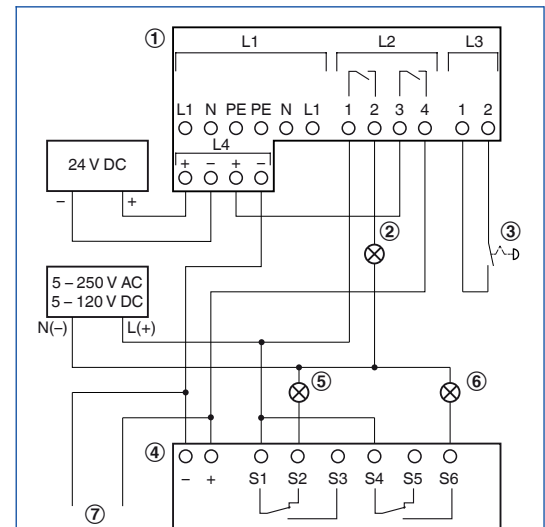 ① L1 L2 L3
L1 N PE PE N L1 1 2 3 4 1 2
L4
+ − + −
24 V DC
− +
② ③
5 – 250 V AC
5 – 120 V DC
N(−) L(+)
⑤ ⑥
④
− + S1 S2 S3 S4 S5 S6
⑦